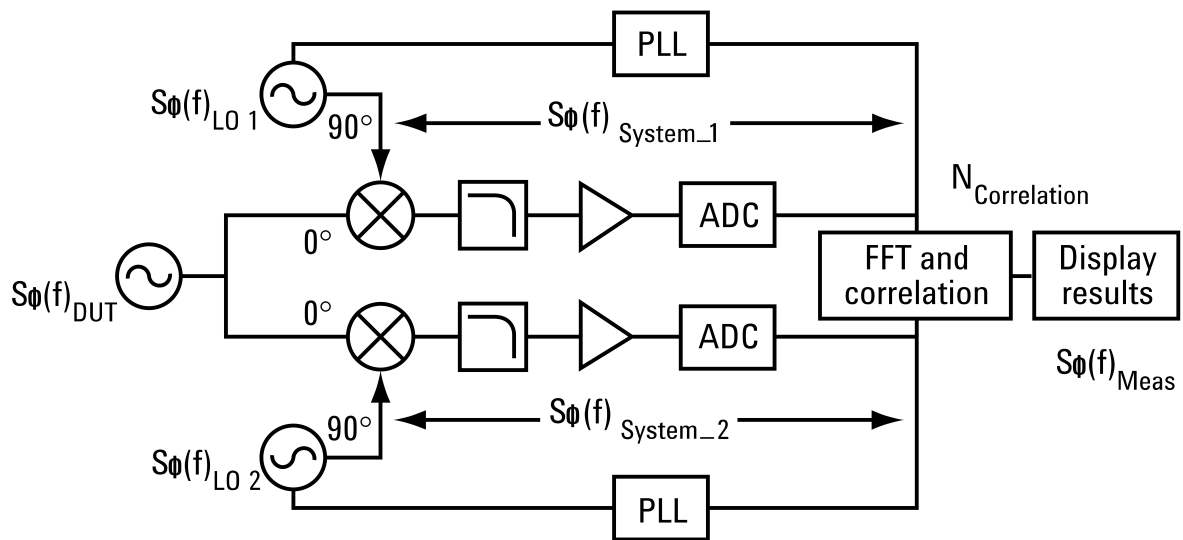 PLL
Sϕ(f)LO 1
90°
Sϕ(f) System_1
NCorrelation
0°
ADC
Sϕ(f)DUT
FFT and
correlation
Display
results
0°
ADC
Sϕ(f)Meas
90°
Sϕ(f) System_2
Sϕ(f)LO 2
PLL